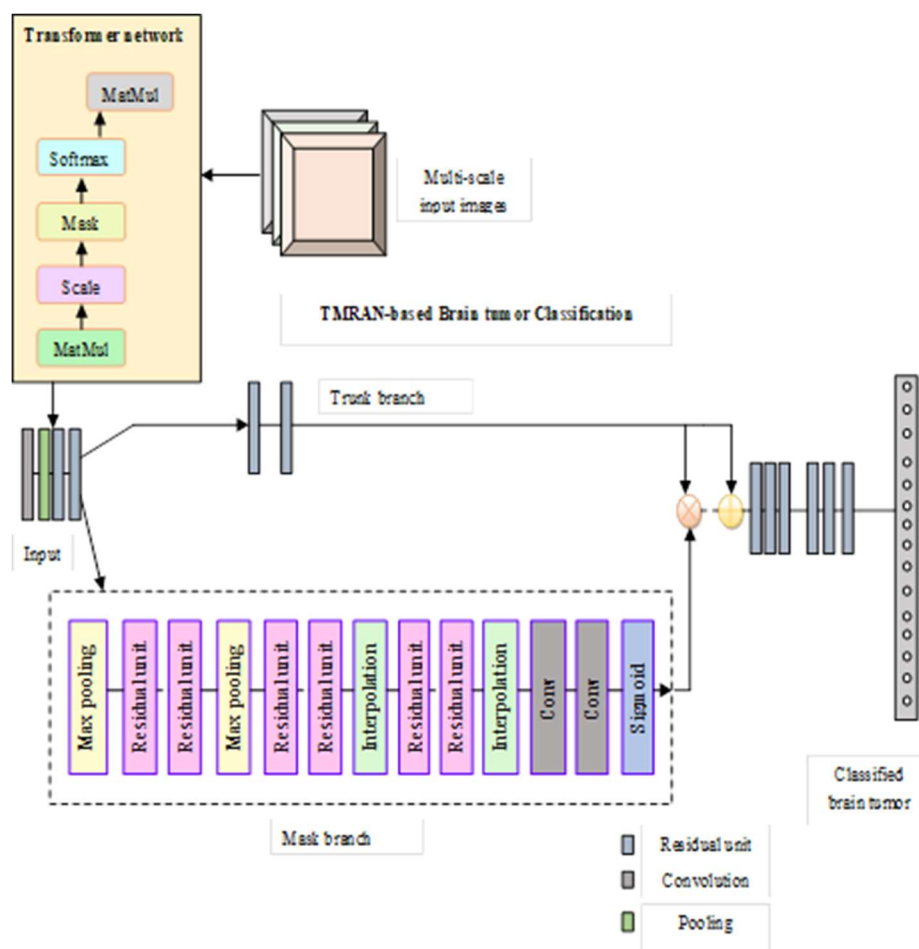 Transformer network
MatMul
Softmax
Mask
Scale
MatMul
Multi-scale
input images
TMRAN-based Brain tumor Classification
Trunk branch
Input
Max pooling
Residual unit
Residual unit
Max pooling
Residual unit
Residual unit
Interpolation
Residual unit
Residual unit
Interpolation
Conv
Conv
Sigmoid
Mask branch
Classified
brain tumor
Residual unit
Convolution
Pooling